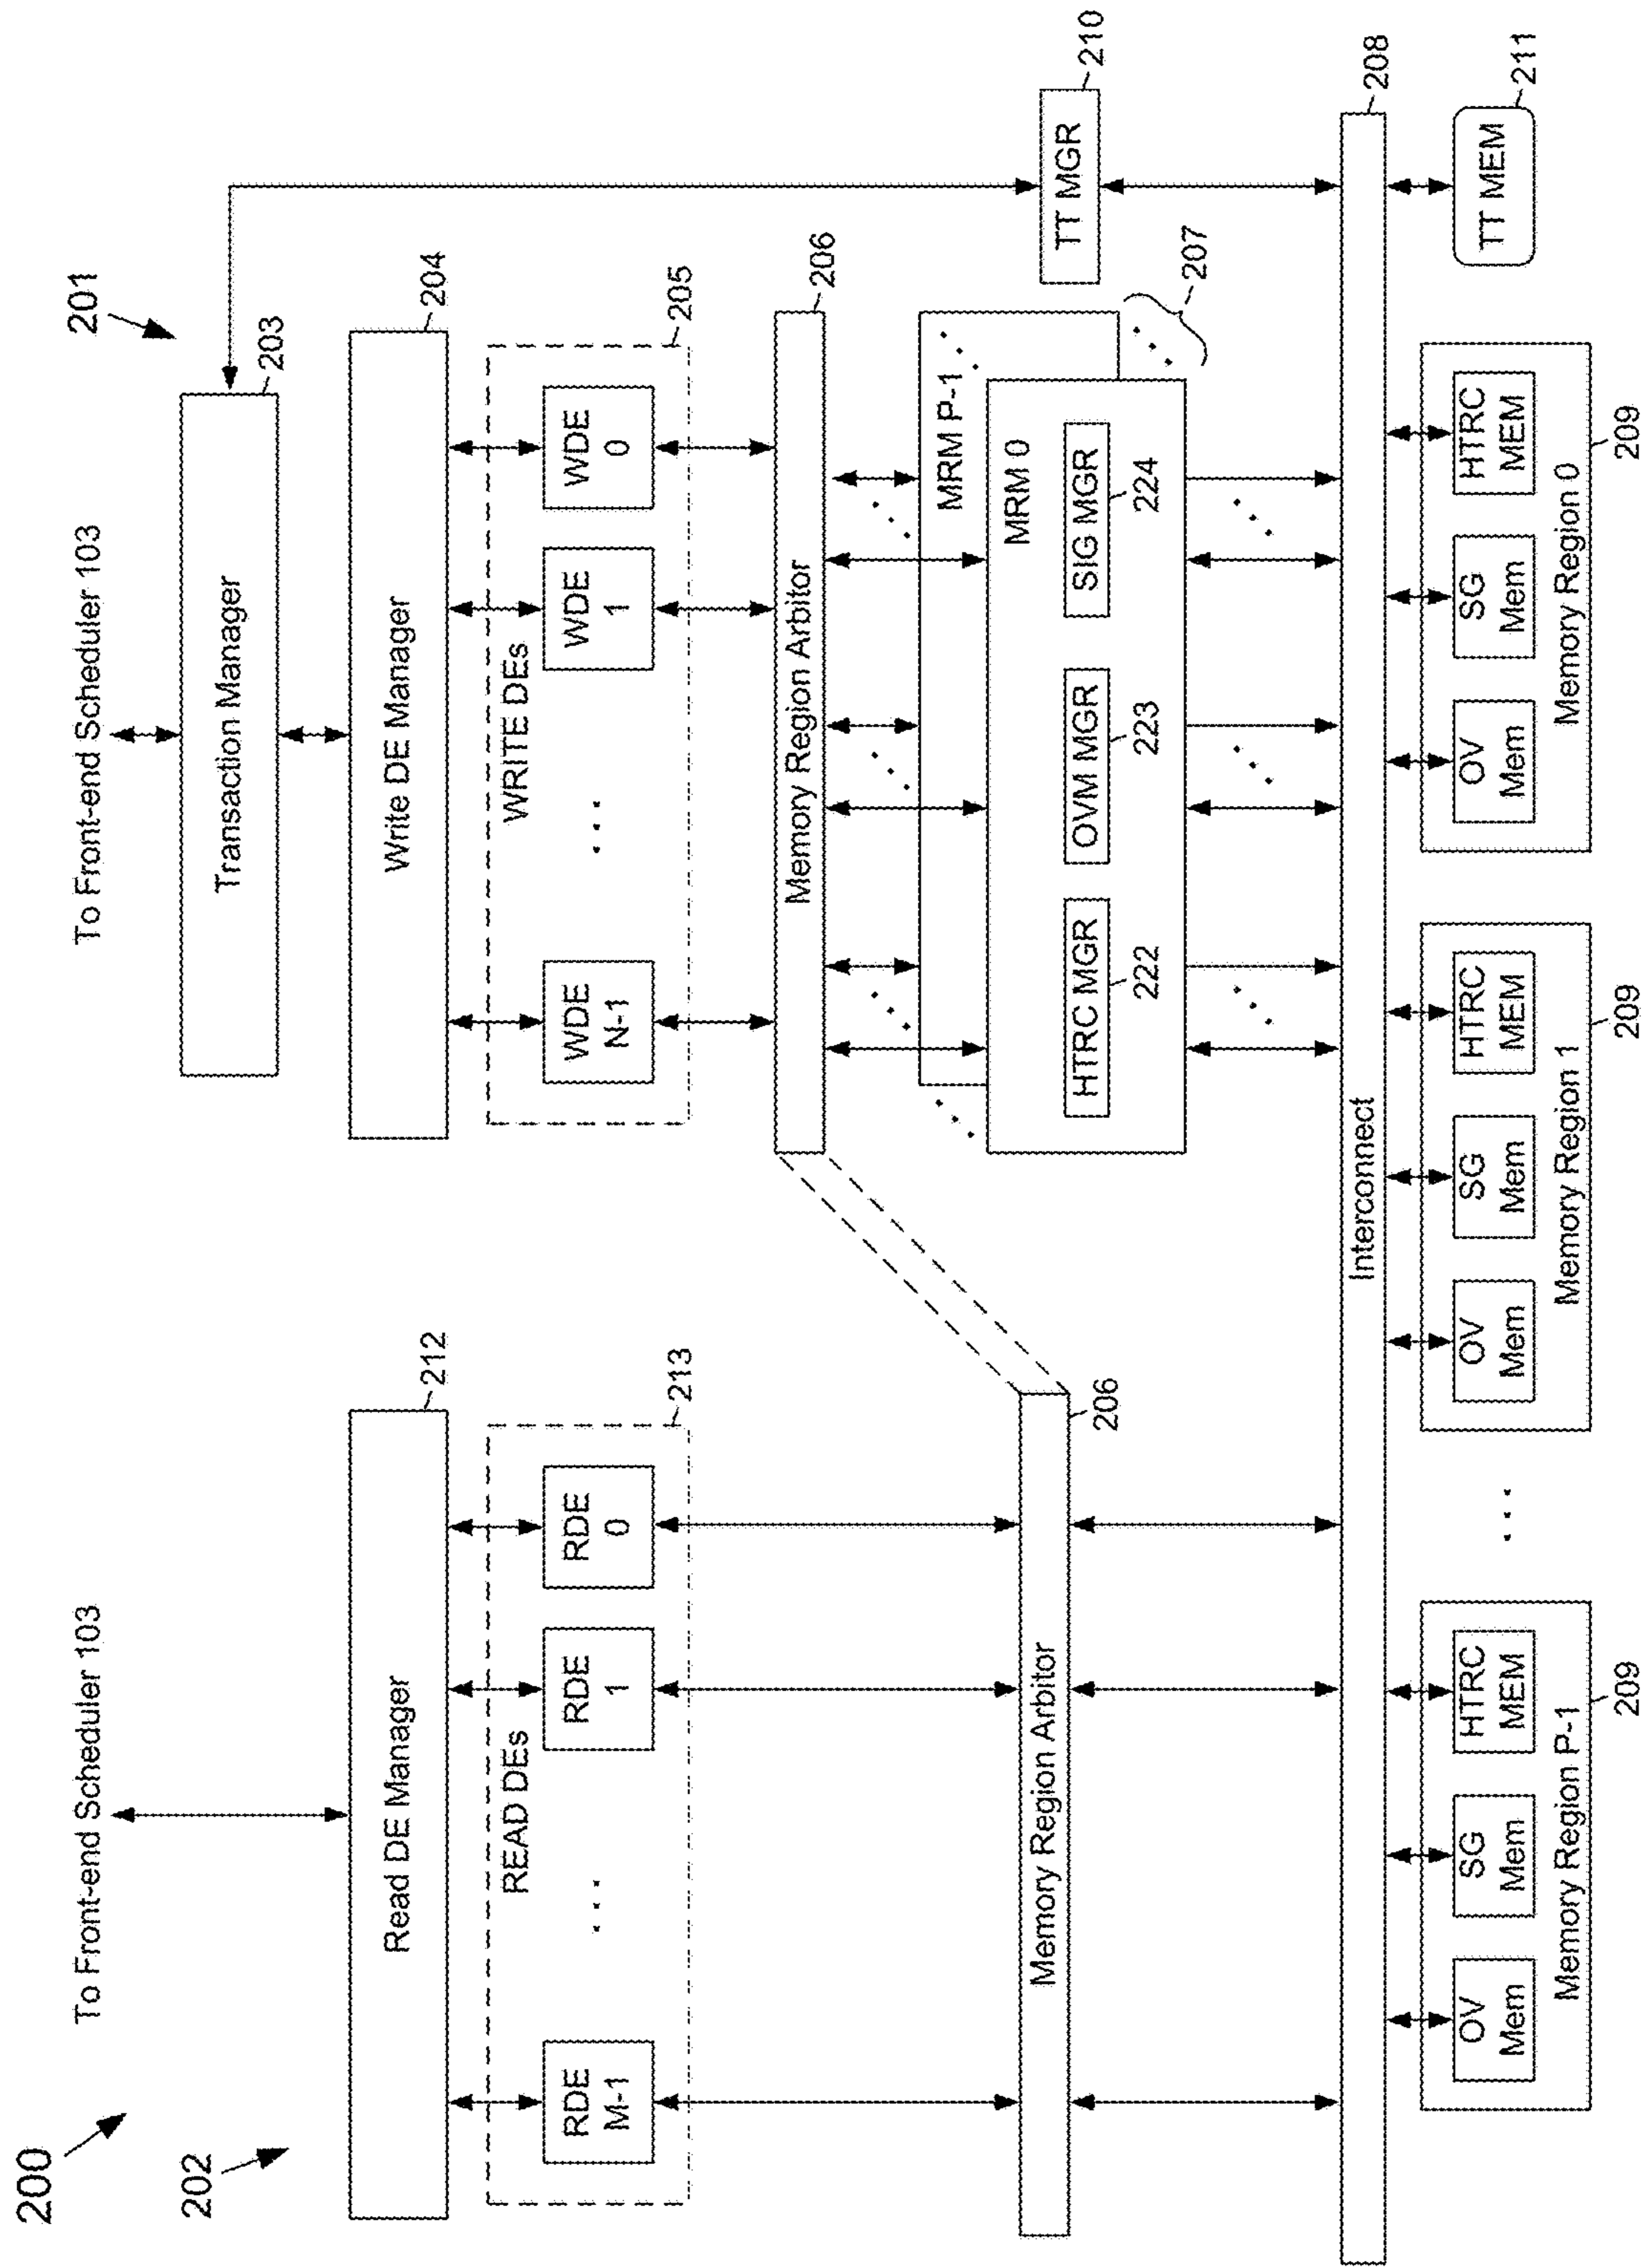 200
202
201
To Front-end Scheduler 103
To Front-end Scheduler 103
Transaction Manager
203
Read DE Manager
212
Write DE Manager
204
READ DEs
213
RDE
M-1
. . .
RDE
1
RDE
0
WRITE DEs
205
WDE
N-1
. . .
WDE
1
WDE
0
Memory Region Arbitor
206
Memory Region Arbitor
206
MRM P-1
MRM 0
207
HTRC MGR
222
OVM MGR
223
SIG MGR
224
TT MGR
210
Interconnect
208
OV
Mem
SG
Mem
HTRC
MEM
Memory Region P-1
209
. . .
OV
Mem
SG
Mem
HTRC
MEM
Memory Region 1
209
OV
Mem
SG
Mem
HTRC
MEM
Memory Region 0
209
TT MEM
211